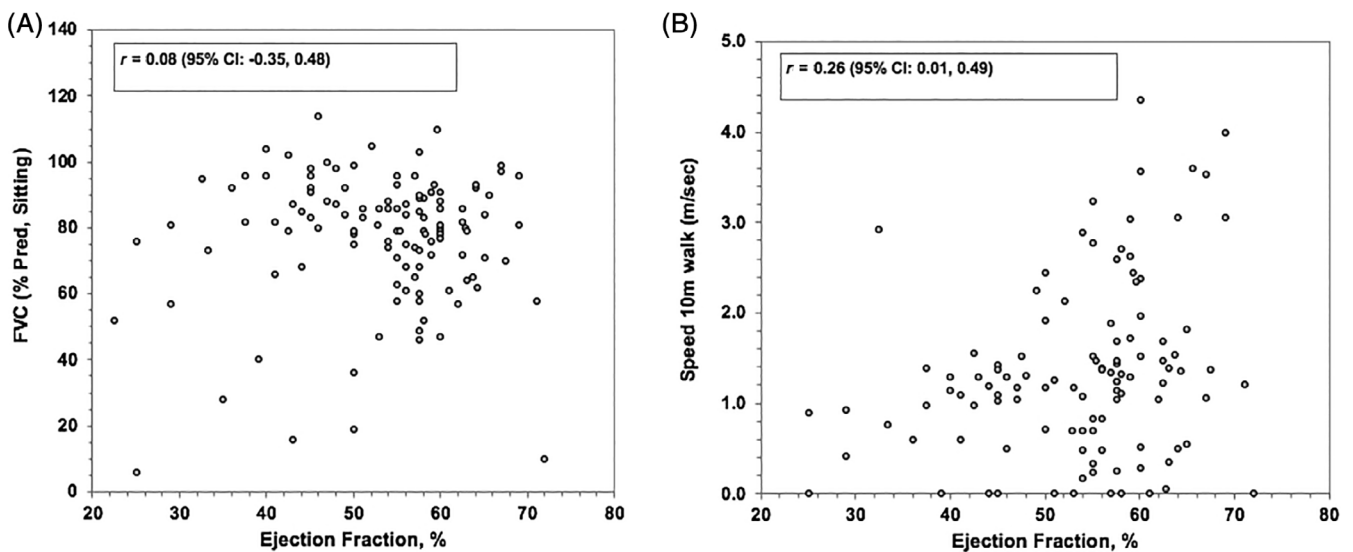 (A)
r = 0.08 (95% CI: -0.35, 0.48)
FVC (% Pred, Sitting)
140
120
100
80
60
40
20
0
20 30 40 50 60 70 80
Ejection Fraction, %
(B)
r = 0.26 (95% CI: 0.01, 0.49)
Speed 10m walk (m/sec)
5.0
4.0
3.0
2.0
1.0
0.0
20 30 40 50 60 70 80
Ejection Fraction, %